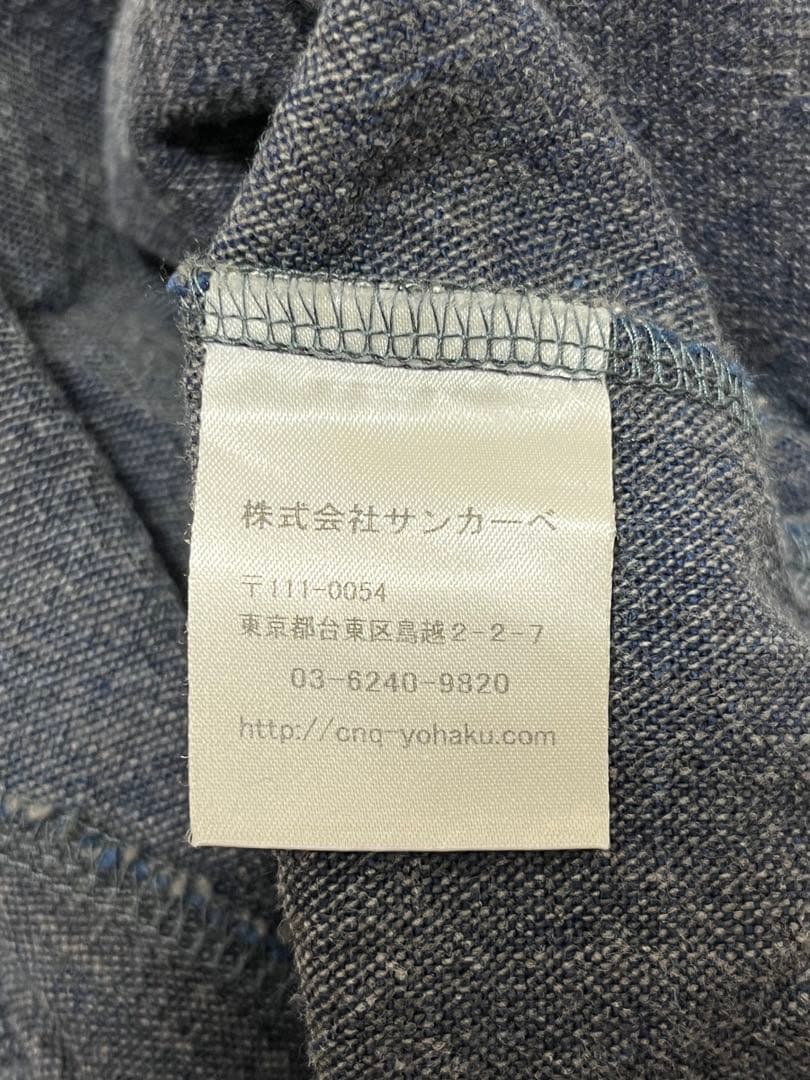 株式会社サンカーベ
〒111-0054
東京都台東区鳥越2-2-7
03-6240-9820
http://cnq-yohaku.com